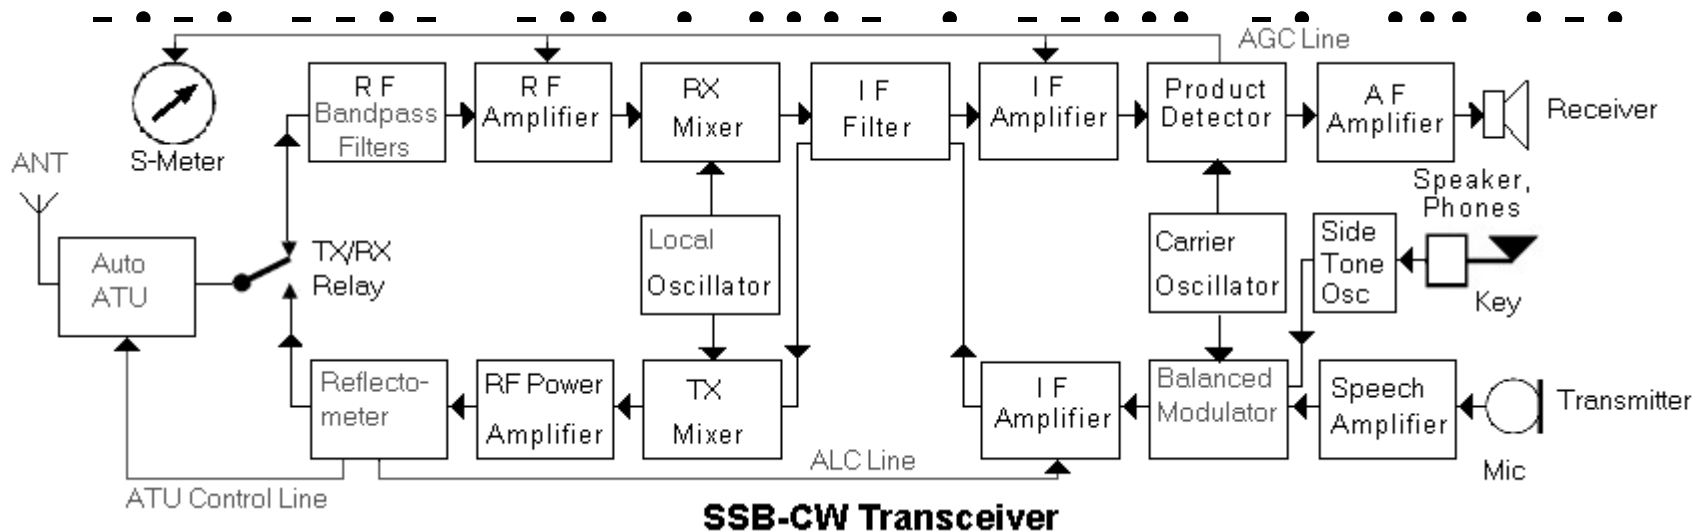 AGC Line
R F
Bandpass
Filters
R F
Amplifier
RX
Mixer
I F
Filter
I F
Amplifier
Product
Detector
A F
Amplifier
Receiver
S-Meter
ANT
Speaker,
Phones
Auto
ATU
TX/RX
Relay
Local
Oscillator
Carrier
Oscillator
Side
Tone
Osc
Key
Reflecto-
meter
RF Power
Amplifier
TX
Mixer
I F
Amplifier
Balanced
Modulator
Speech
Amplifier
Transmitter
Mic
ALC Line
ATU Control Line
SSB-CW Transceiver